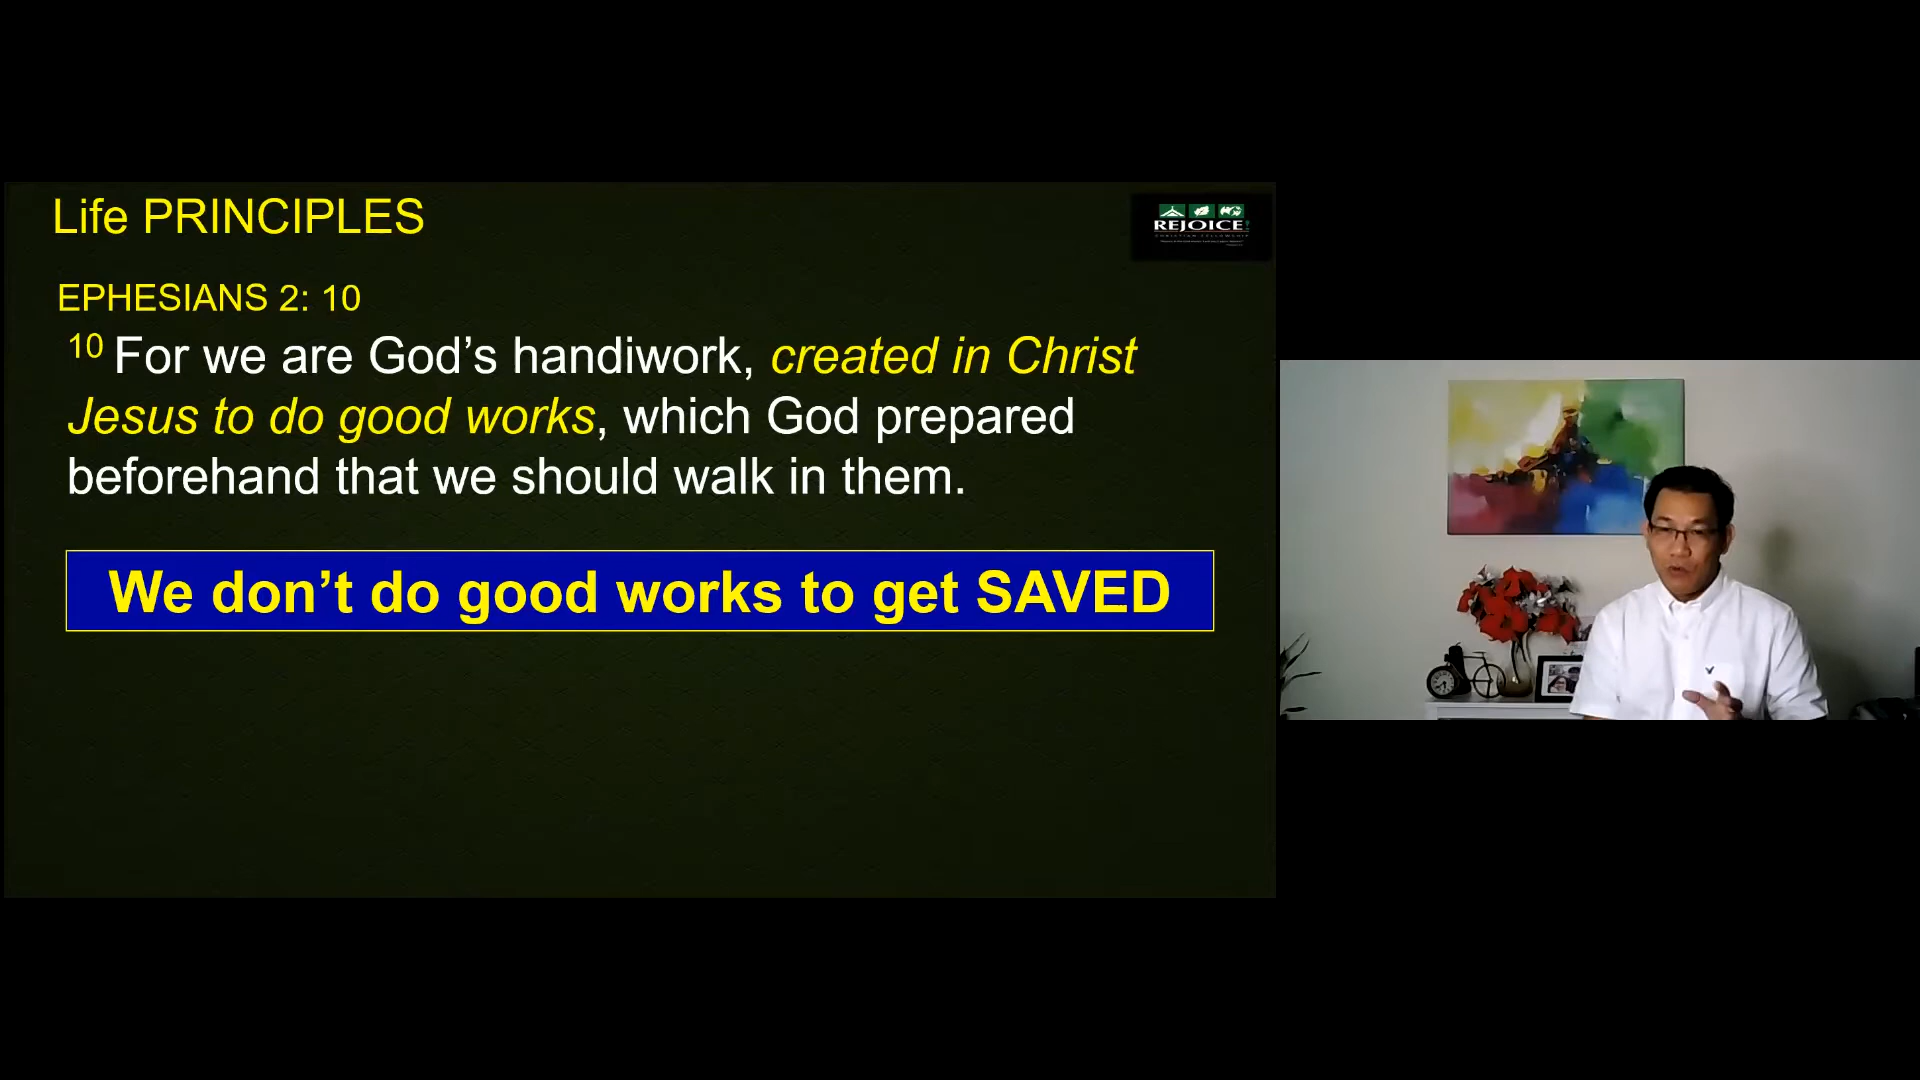 Life PRINCIPLES
REJOICE
EPHESIANS 2: 10
10 For we are God’s handiwork, created in Christ
Jesus to do good works, which God prepared
beforehand that we should walk in them.
We don’t do good works to get SAVED